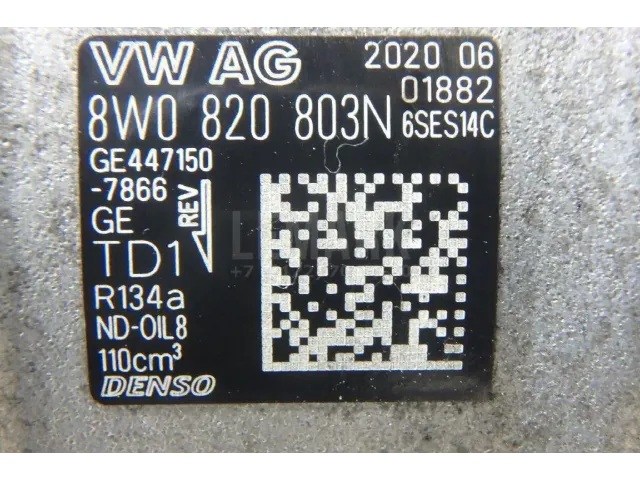 VW AG 2020 06
01882
8W0 820 803N 6SES14C
GE447150
-7866
REV
GE
TD1
R134a
ND-OIL8
110cm³
DENSO